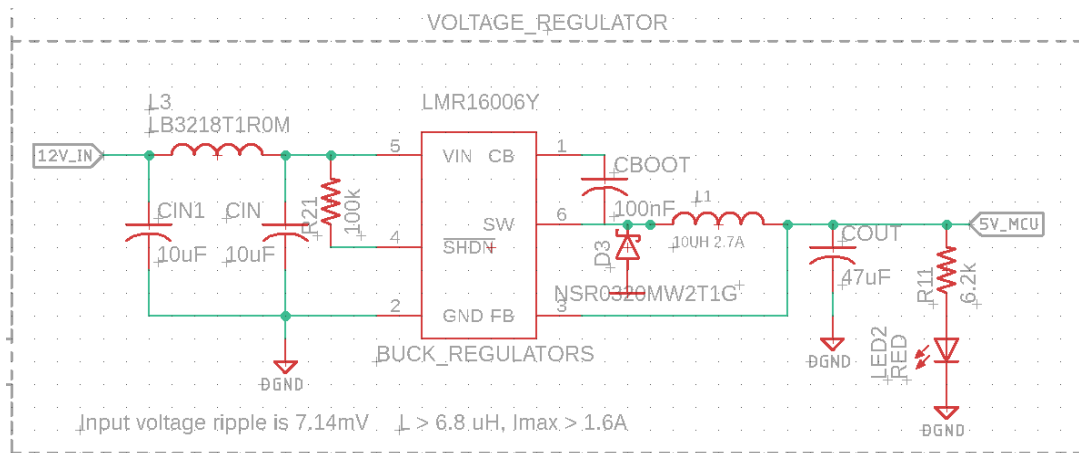 VOLTAGE_REGULATOR
L3
LB3218T1R0M
LMR16006Y
12V_IN
5
VIN
CB
1
CBOOT
100nF
CIN1
10uF
CIN
10uF
R21
100k
SW
6
L1
10UH 2.7A
5V_MCU
4
SHDN
D3
NSR0320MW2T1G
COUT
47uF
R11
6.2k
2
GND
FB
3
BUCK_REGULATORS
LED2
RED
DGND
DGND
DGND
Input voltage ripple is 7.14mV
L > 6.8 uH, Imax > 1.6A